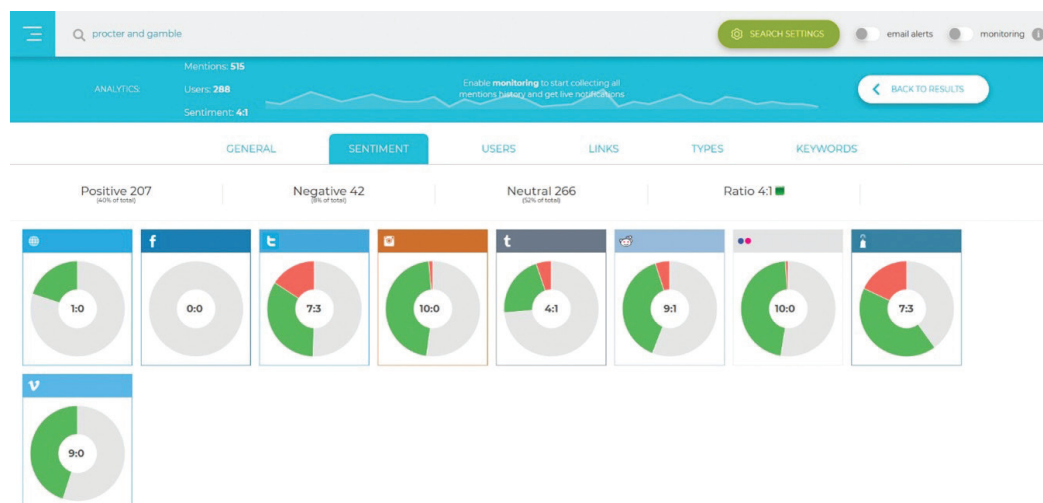 procter and gamble
SEARCH SETTINGS
email alerts
monitoring
ANALYTICS
Mentions: 515
Users: 288
Sentiment: 4:1
Enable monitoring to start collecting all
mentions history and get live notifications
BACK TO RESULTS
GENERAL SENTIMENT USERS LINKS TYPES KEYWORDS
Positive 207
(40% of total)
Negative 42
(8% of total)
Neutral 266
(52% of total)
Ratio 4:1
1:0
0:0
7:3
10:0
4:1
9:1
10:0
7:3
9:0